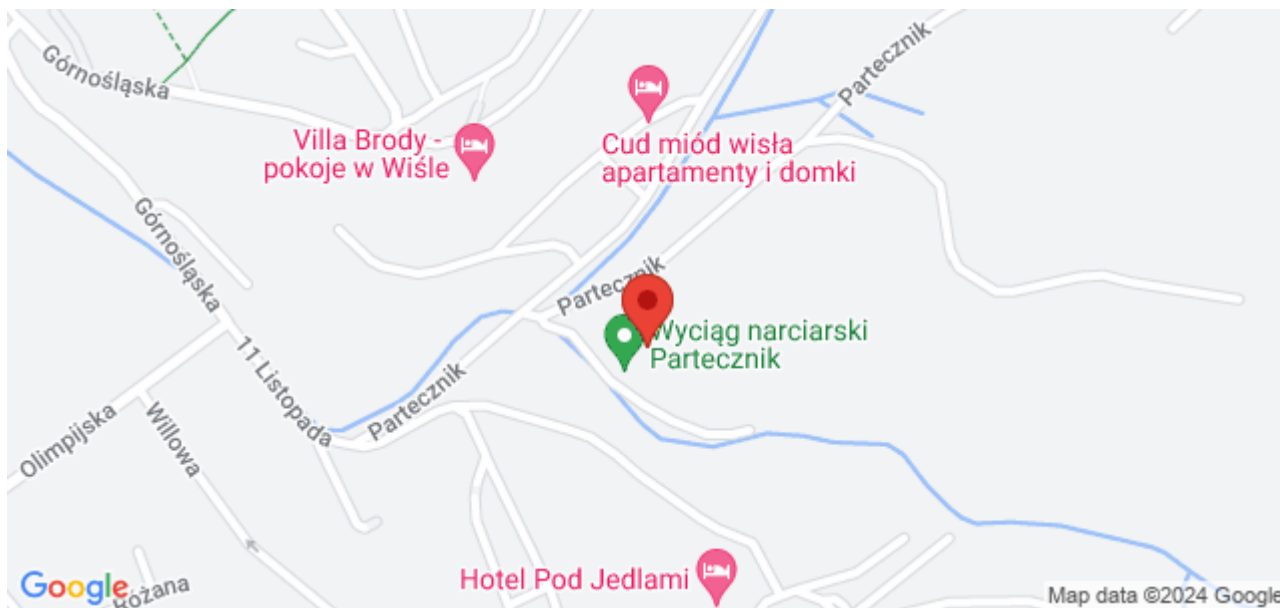 Górnośląska
Partecznik
Villa Brody -
pokoje w Wiśle
Cud miód wisła
apartamenty i domki
Górnośląska
Partecznik
Wyciąg narciarski
Partecznik
11 Listopada
Partecznik
Olimpijska
Willowa
Hotel Pod Jedlami
Google
Różana
Map data ©2024 Google